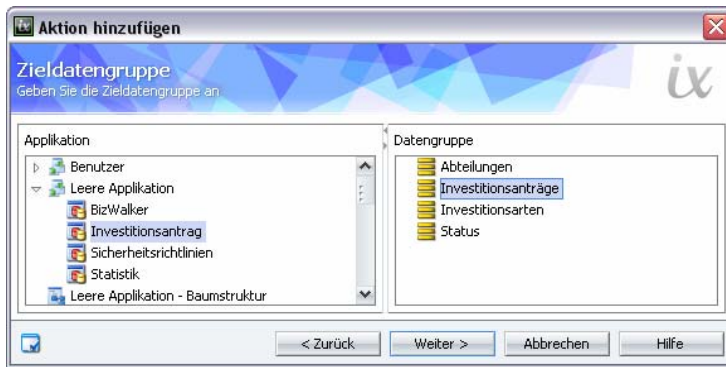 ix Aktion hinzufügen
Zieldatengruppe
Geben Sie die Zieldatengruppe an
ix
Applikation
Benutzer
Leere Applikation
BizWalker
Investitionsantrag
Sicherheitsrichtlinien
Statistik
Leere Applikation - Baumstruktur
Datengruppe
Abteilungen
Investitionsanträge
Investitionsarten
Status
< Zurück
Weiter >
Abbrechen
Hilfe